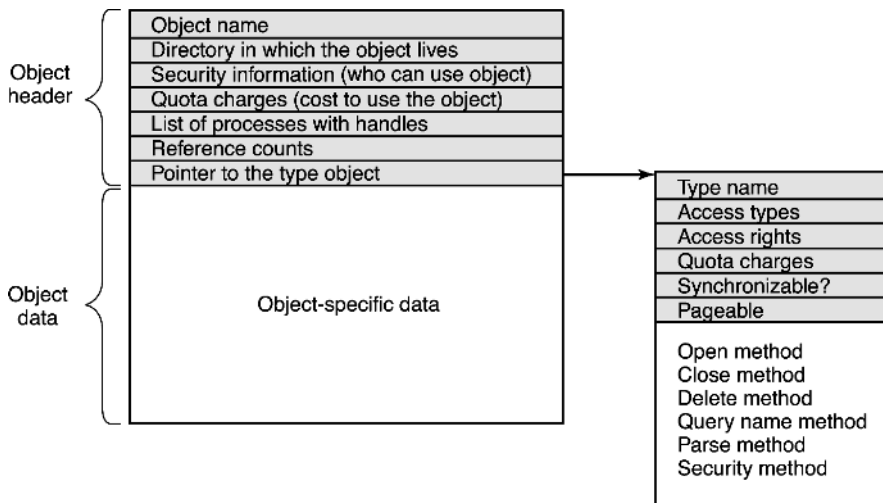 Object
header
Object name
Directory in which the object lives
Security information (who can use object)
Quota charges (cost to use the object)
List of processes with handles
Reference counts
Pointer to the type object
Object
data
Object-specific data
Type name
Access types
Access rights
Quota charges
Synchronizable?
Pageable
Open method
Close method
Delete method
Query name method
Parse method
Security method